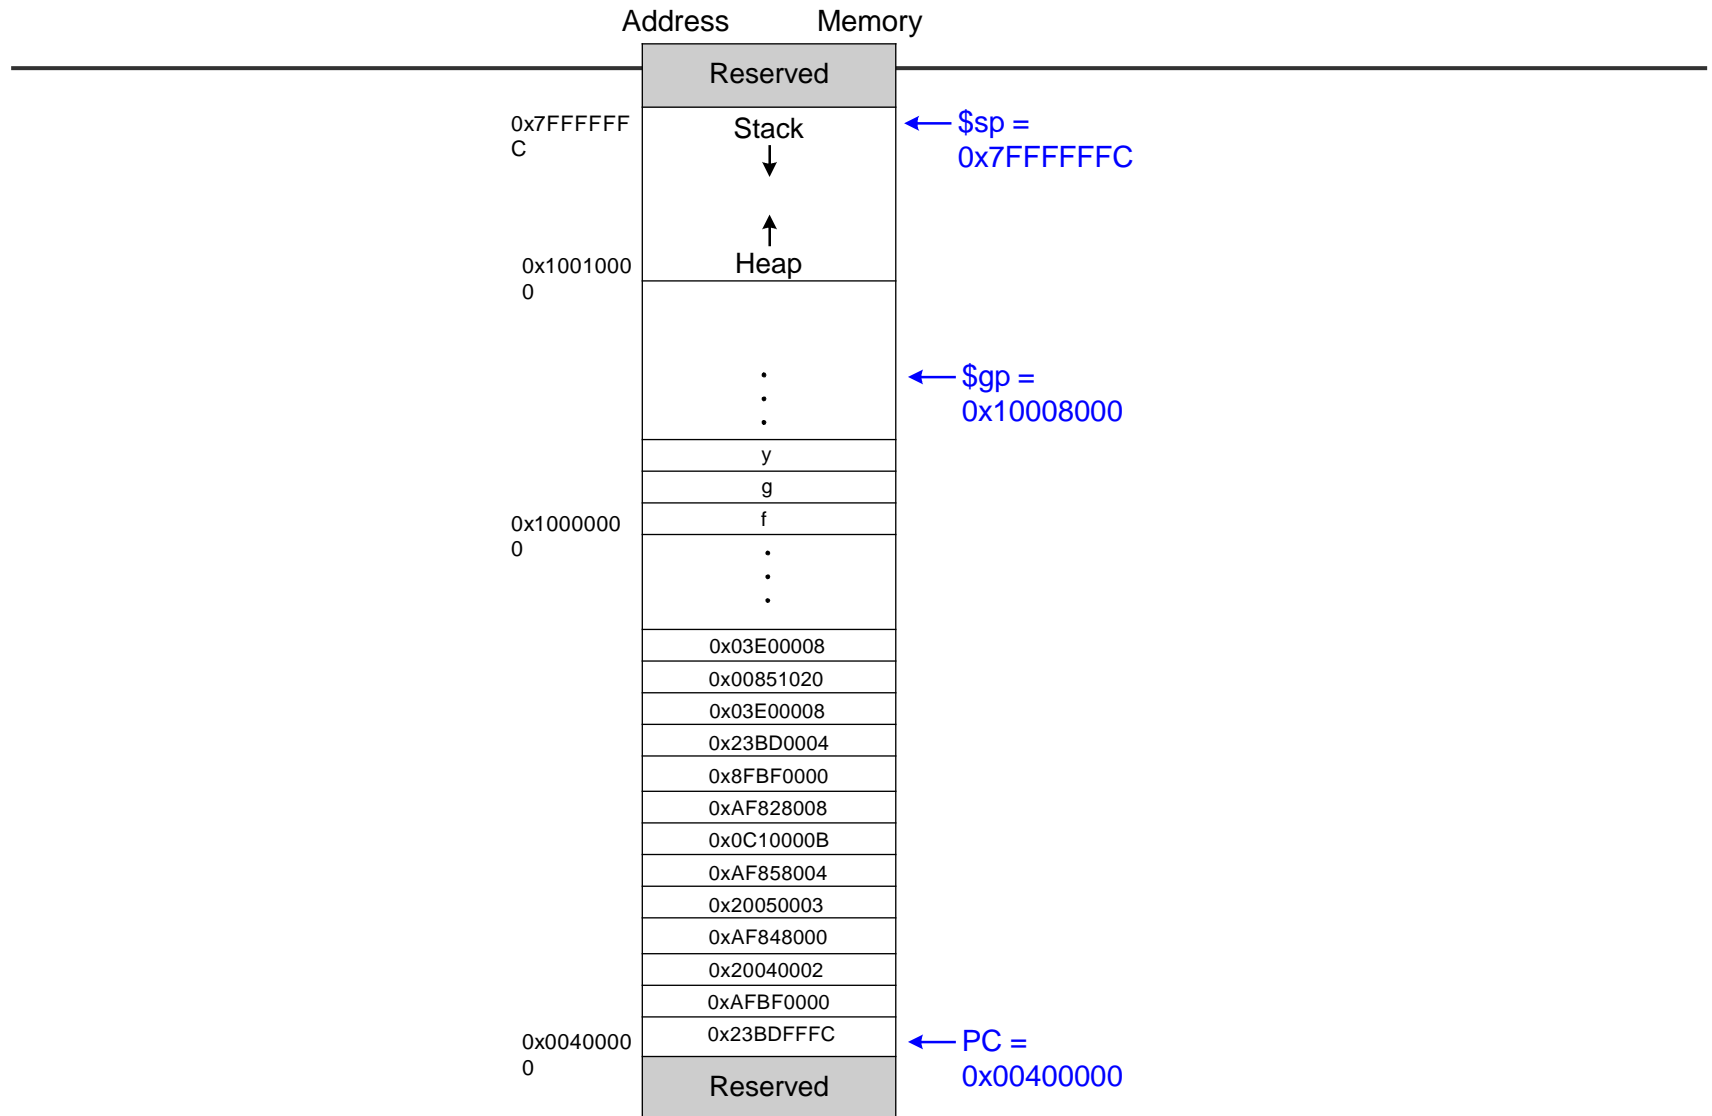 Address Memory
Reserved
0x7FFFFFF
C
Stack
$sp =
0x7FFFFFFC
0x1001000
0
Heap
$gp =
0x10008000
y
g
0x1000000
0
f
0x03E00008
0x00851020
0x03E00008
0x23BD0004
0x8FBF0000
0xAF828008
0x0C10000B
0xAF858004
0x20050003
0xAF848000
0x20040002
0xAFBF0000
0x0040000
0
0x23BDFFFC
PC =
0x00400000
Reserved